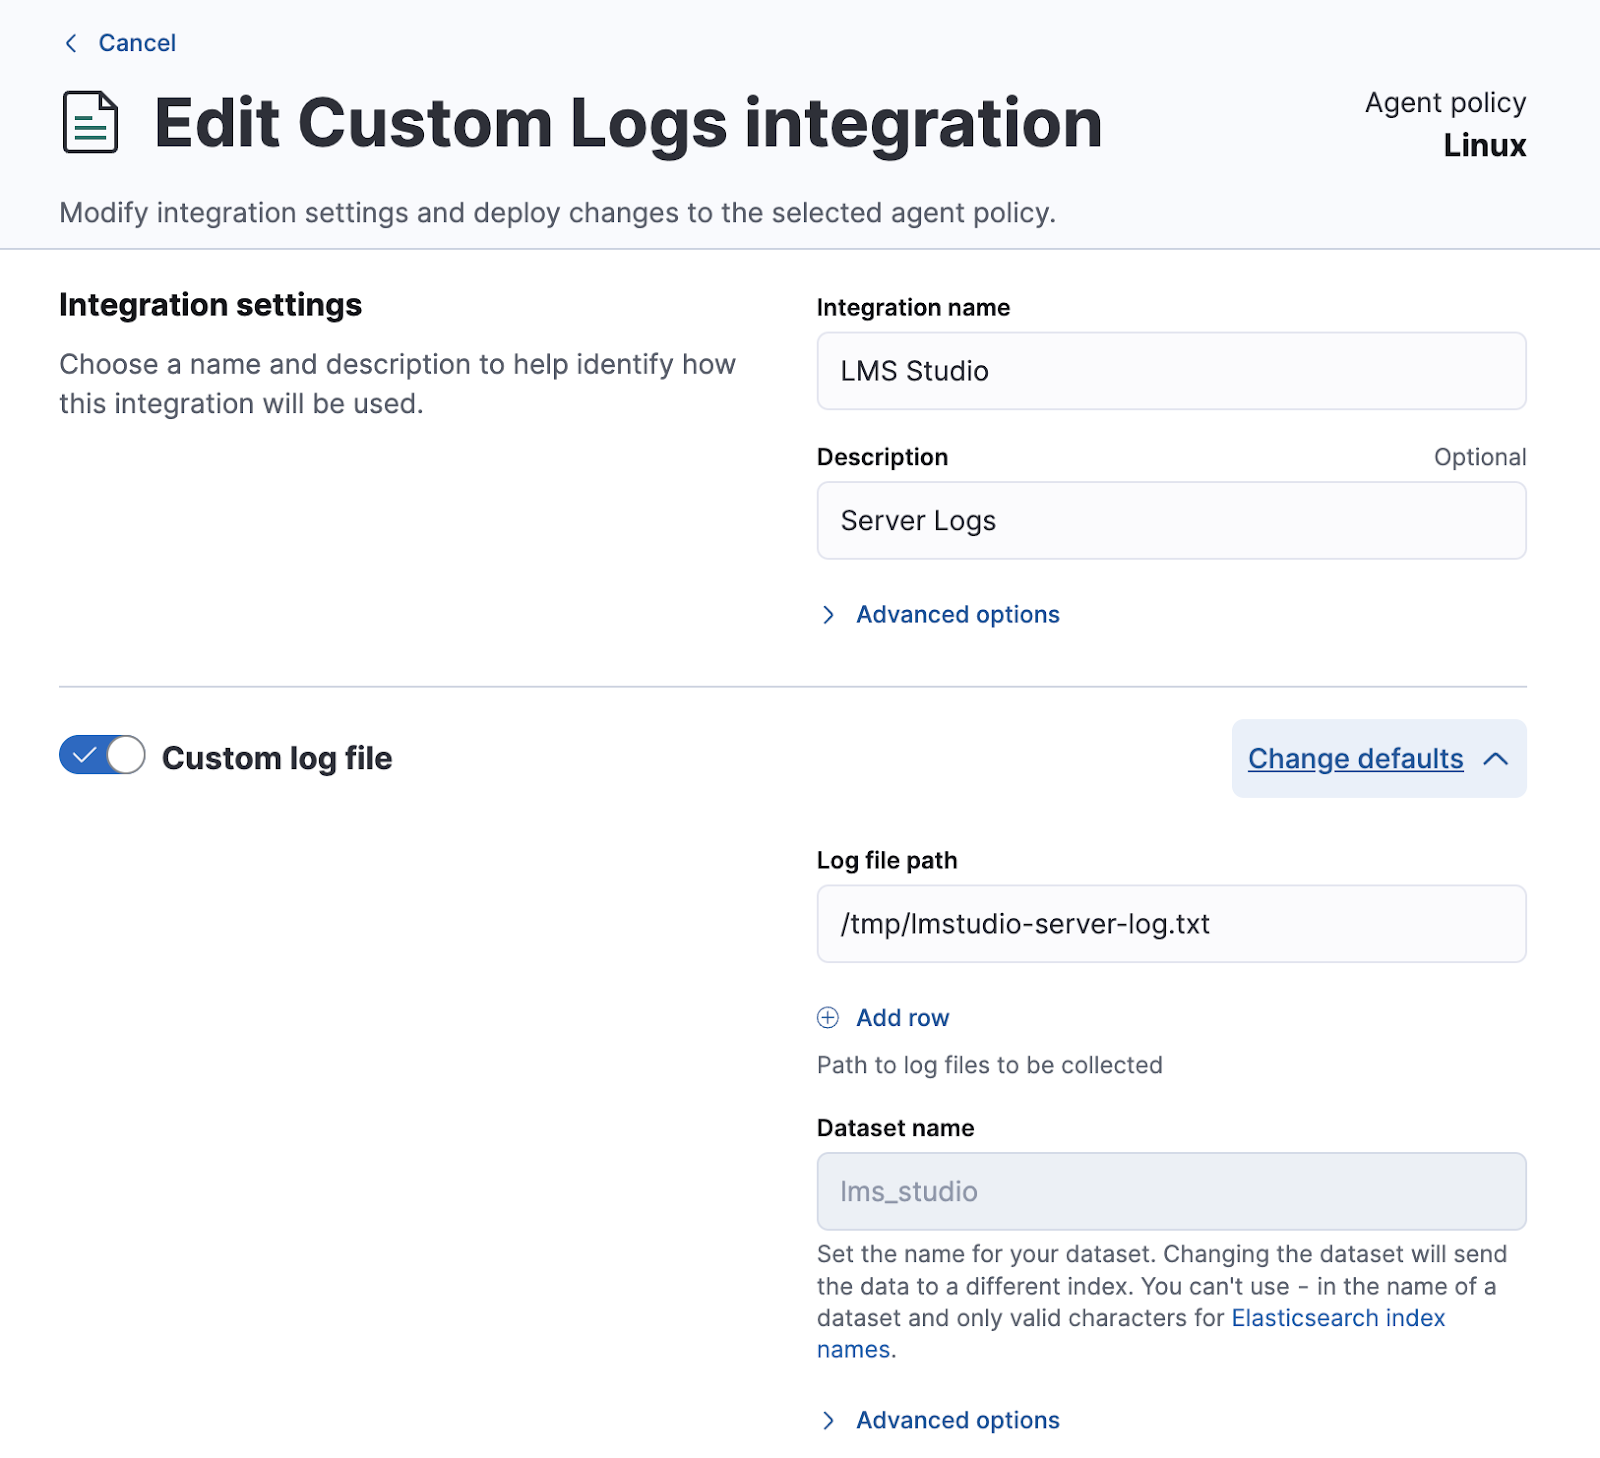 Cancel
Edit Custom Logs integration
Agent policy
Linux
Modify integration settings and deploy changes to the selected agent policy.
Integration settings
Choose a name and description to help identify how
this integration will be used.
Integration name
LMS Studio
Description
Optional
Server Logs
Advanced options
Custom log file
Change defaults
Log file path
/tmp/lmstudio-server-log.txt
Add row
Path to log files to be collected
Dataset name
lms_studio
Set the name for your dataset. Changing the dataset will send
the data to a different index. You can't use - in the name of a
dataset and only valid characters for Elasticsearch index
names.
Advanced options